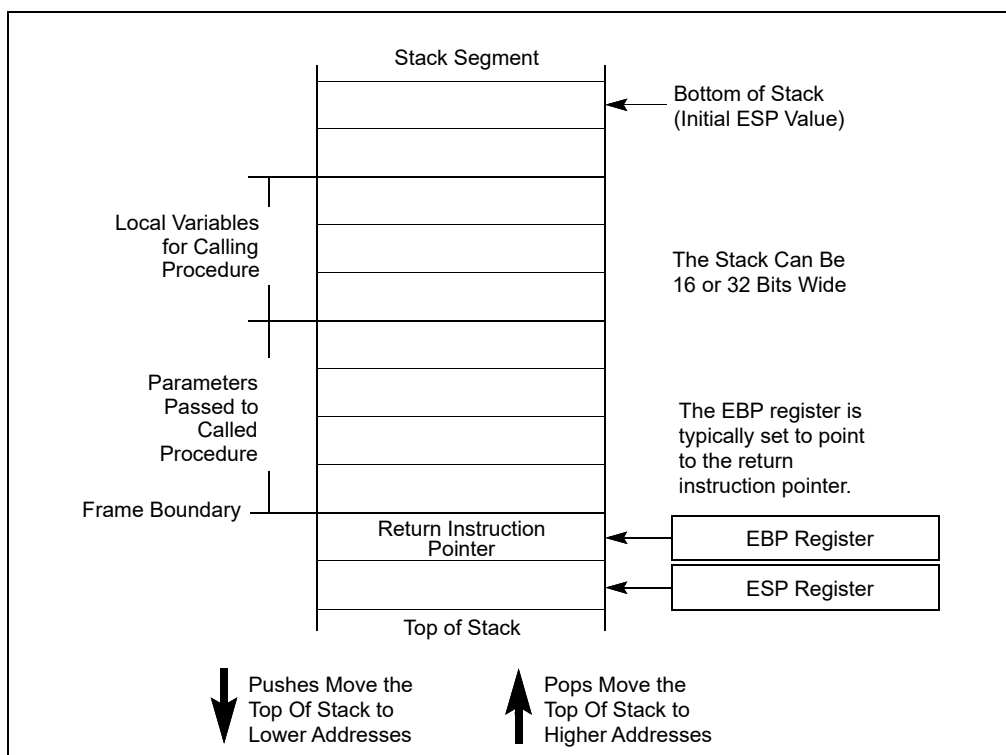 Stack Segment
Bottom of Stack
(Initial ESP Value)
Local Variables
for Calling
Procedure
The Stack Can Be
16 or 32 Bits Wide
Parameters
Passed to
Called
Procedure
The EBP register is
typically set to point
to the return
instruction pointer.
Frame Boundary
Return Instruction
Pointer
EBP Register
ESP Register
Top of Stack
Pushes Move the
Top Of Stack to
Lower Addresses
Pops Move the
Top Of Stack to
Higher Addresses